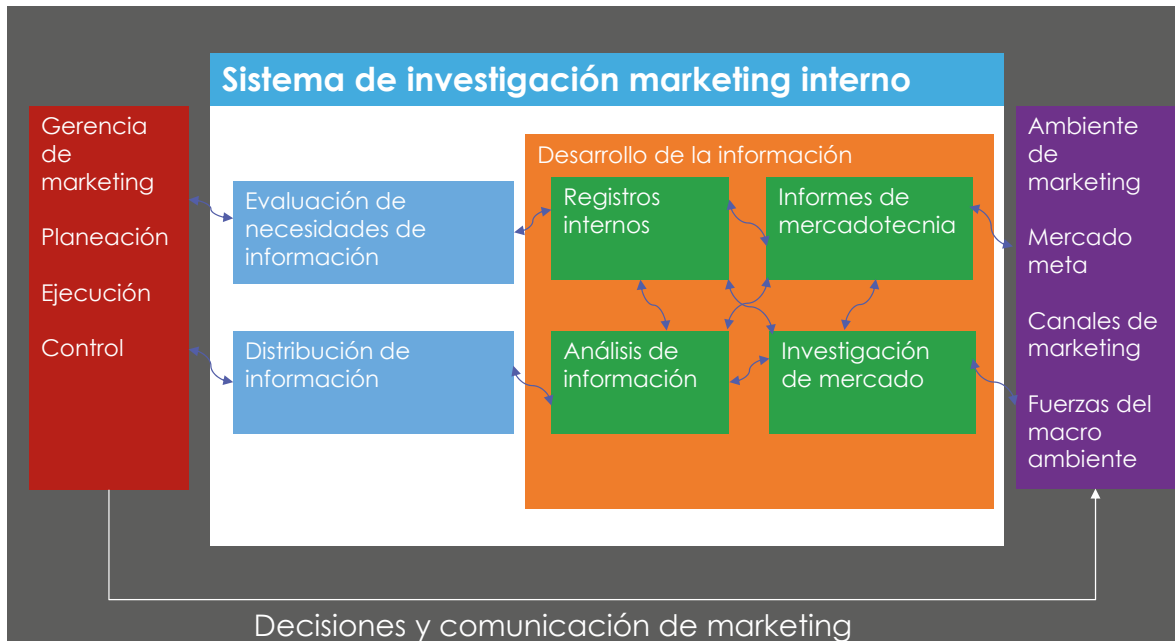 Sistema de investigación marketing interno
Gerencia
de
marketing
Planeación
Ejecución
Control
Evaluación de
necesidades de
información
Distribución de
información
Desarrollo de la información
Registros
internos
Informes de
mercadotecnia
Análisis de
información
Investigación
de mercado
Ambiente
de
marketing
Mercado
meta
Canales de
marketing
Fuerzas del
macro
ambiente
Decisiones y comunicación de marketing